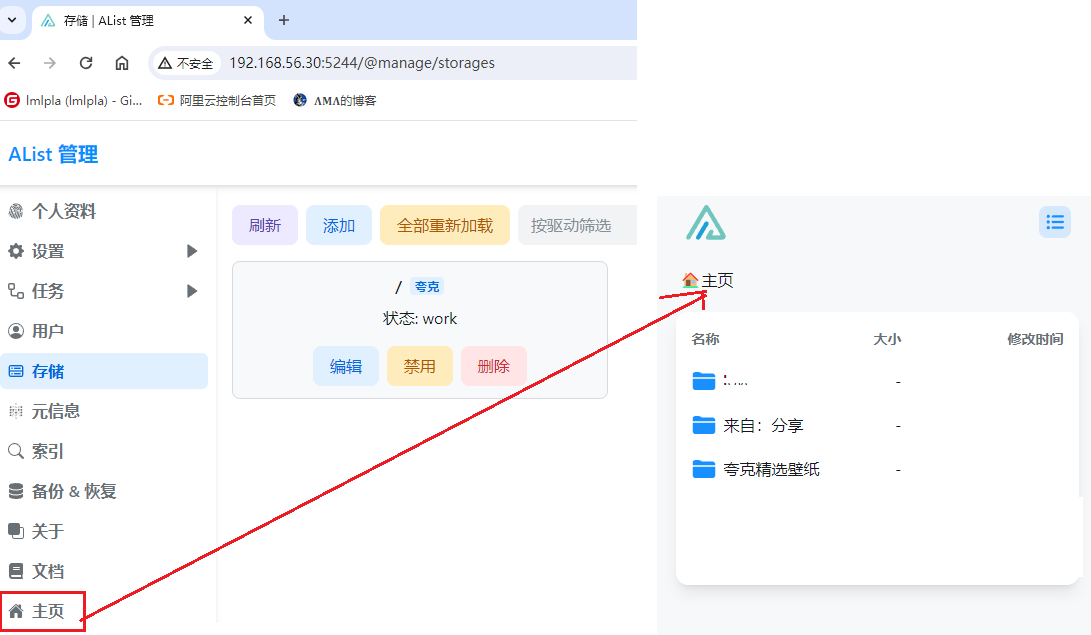 存储 | AList 管理
不安全 192.168.56.30:5244/@manage/storages
lmlpla (lmlpla) - Gi... 阿里云控制台首页 AMA的博客
AList 管理
个人资料
设置
任务
用户
存储
元信息
索引
备份 & 恢复
关于
文档
主页
刷新 添加 全部重新加载 按驱动筛选
/ 夸克
状态: work
编辑 禁用 删除
主页
名称 大小 修改时间
-
来自：分享 -
夸克精选壁纸 -